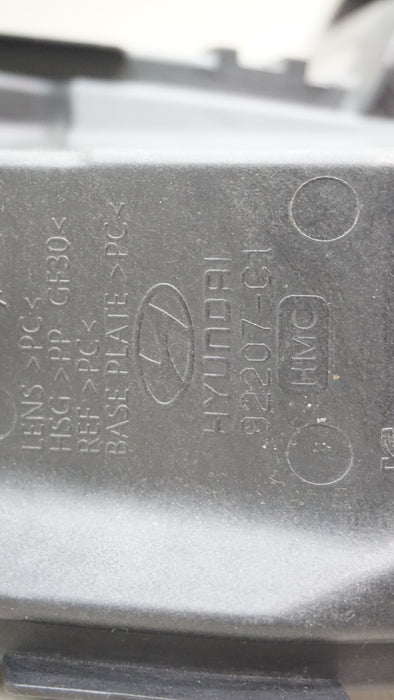 LENS >PC<
HSG >PP-GF30<
REF >PC<
BASE PLATE >PC<
HYUNDAI
92207-C1
HMC